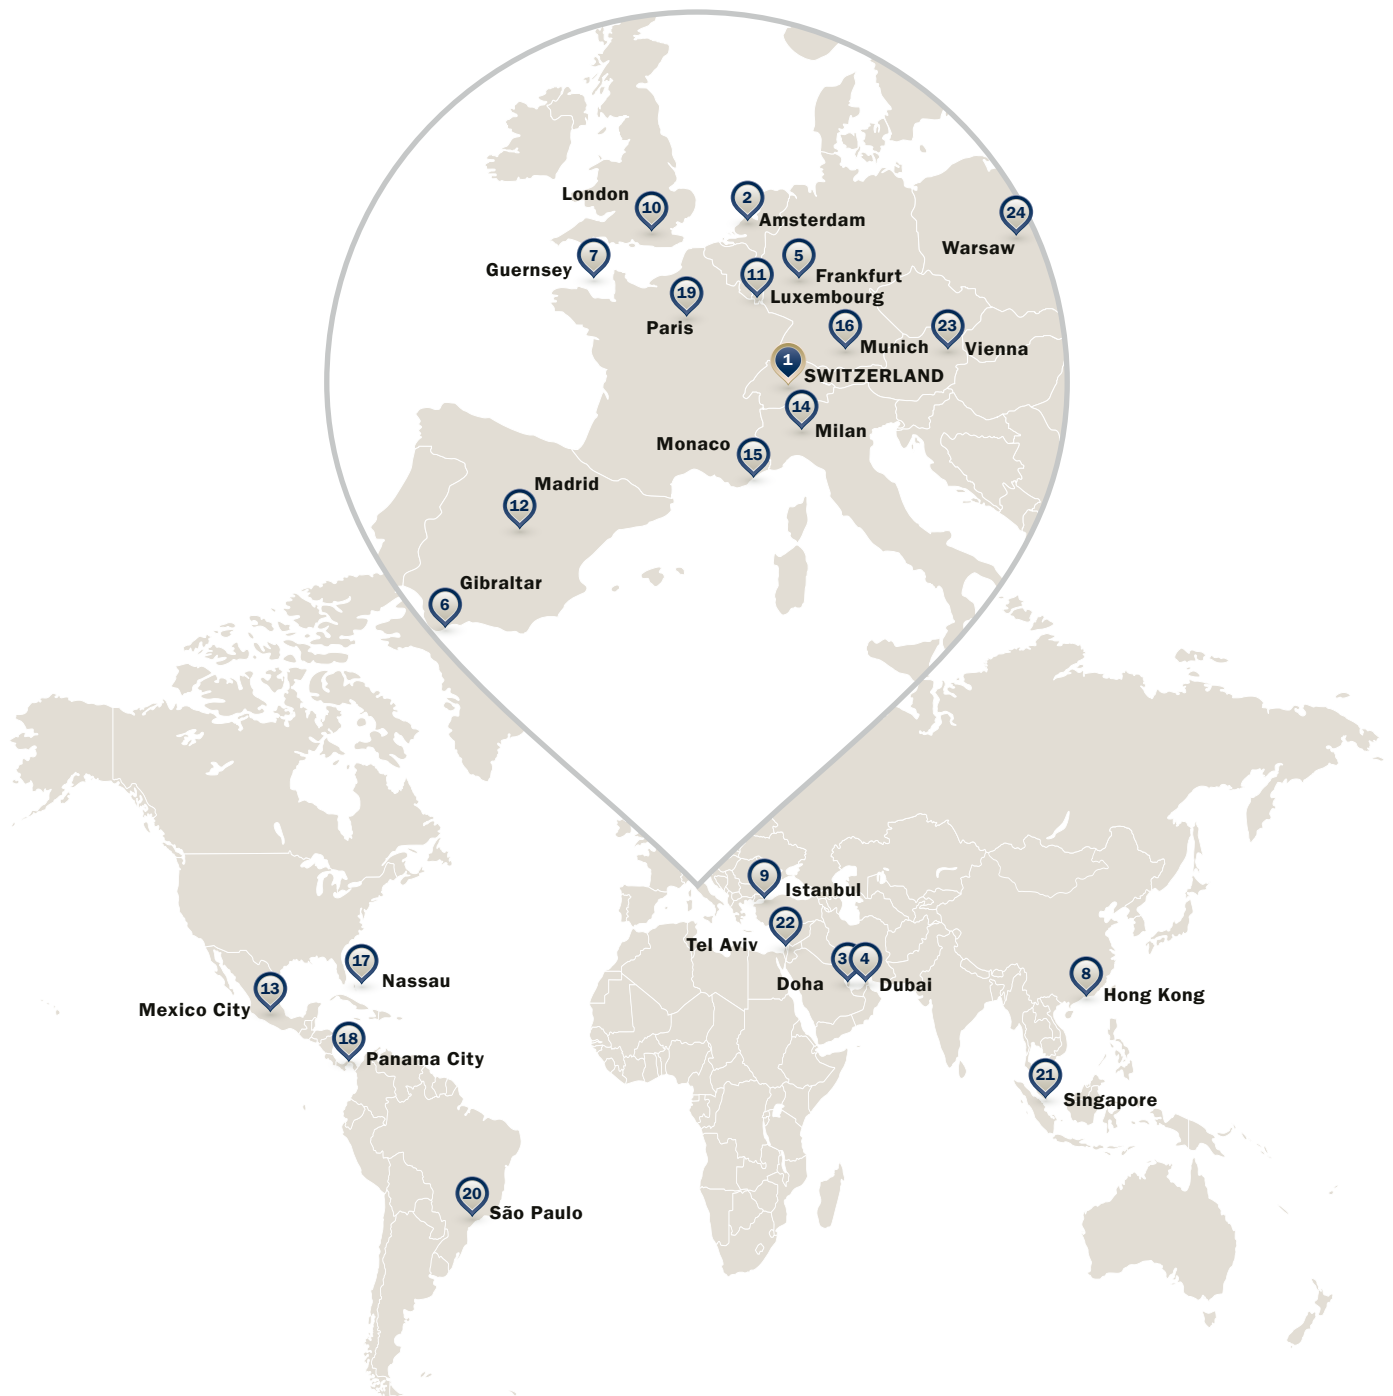 London
10
2
Amsterdam
24
Warsaw
7
Guernsey
5
Frankfurt
11
Luxembourg
19
Paris
16
Munich
23
Vienna
1
SWITZERLAND
14
Milan
Monaco
15
Madrid
12
Gibraltar
6
9
Istanbul
22
Tel Aviv
3
4
Doha
Dubai
17
Nassau
13
Mexico City
8
Hong Kong
18
Panama City
21
Singapore
20
São Paulo